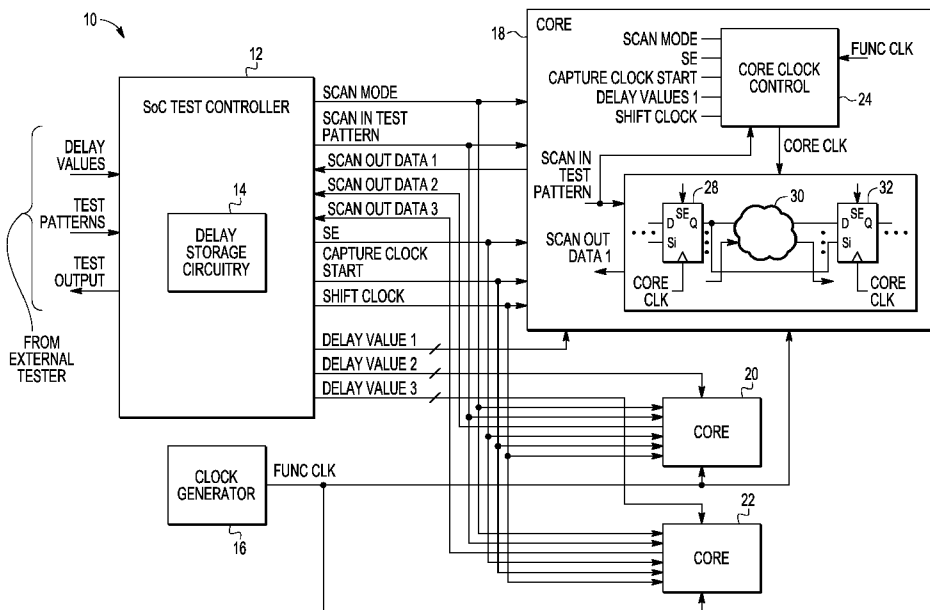 10
12
SoC TEST CONTROLLER
DELAY
VALUES
TEST
PATTERNS
TEST
OUTPUT
FROM
EXTERNAL
TESTER
14
DELAY
STORAGE
CIRCUITRY
SCAN MODE
SCAN IN TEST
PATTERN
SCAN OUT DATA 1
SCAN OUT DATA 2
SCAN OUT DATA 3
SE
CAPTURE CLOCK
START
SHIFT CLOCK
DELAY VALUE 1
DELAY VALUE 2
DELAY VALUE 3
CLOCK
GENERATOR
16
FUNC CLK
18
CORE
SCAN MODE
SE
CAPTURE CLOCK START
DELAY VALUES 1
SHIFT CLOCK
CORE CLOCK
CONTROL
FUNC CLK
24
CORE CLK
SCAN IN
TEST
PATTERN
SCAN OUT
DATA 1
28
SE
D Q
Si
CORE
CLK
30
32
SE
D Q
Si
CORE
CLK
20
CORE
22
CORE